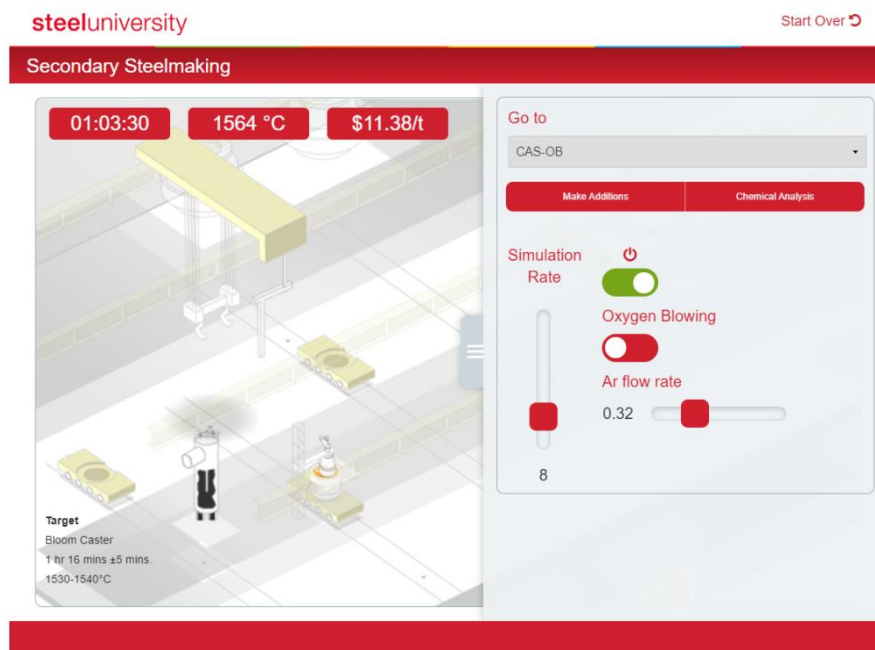 steeluniversity
Start Over
Secondary Steelmaking
01:03:30
1564 °C
$11.38/t
Target
Bloom Caster
1 hr 16 mins ±5 mins.
1530-1540°C
Go to
CAS-OB
Make Additions
Chemical Analysis
Simulation
Rate
8
Oxygen Blowing
Ar flow rate
0.32